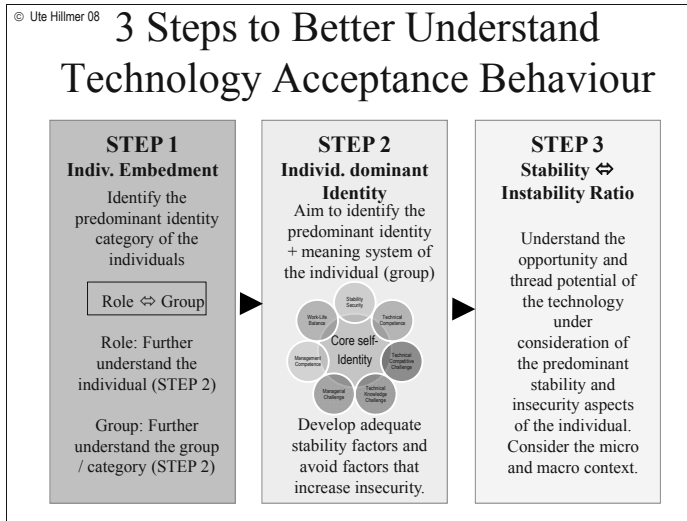 © Ute Hillmer 08
3 Steps to Better Understand
Technology Acceptance Behaviour
STEP 1
Indiv. Embedment
Identify the
predominant identity
category of the
individuals
Role ⇔ Group
Role: Further
understand the
individual (STEP 2)
Group: Further
understand the group
/ category (STEP 2)
STEP 2
Individ. dominant
Identity
Aim to identify the
predominant identity
+ meaning system of
the individual (group)
Stability
Security
Technical
Competence
Technical
Competitive
Challenge
Technical
Knowledge
Challenge
Managerial
Challenge
Management
Competence
Work-Life
Balance
Core self-
Identity
Develop adequate
stability factors and
avoid factors that
increase insecurity.
STEP 3
Stability ⇔
Instability Ratio
Understand the
opportunity and
thread potential of
the technology
under
consideration of
the predominant
stability and
insecurity aspects
of the individual.
Consider the micro
and macro context.